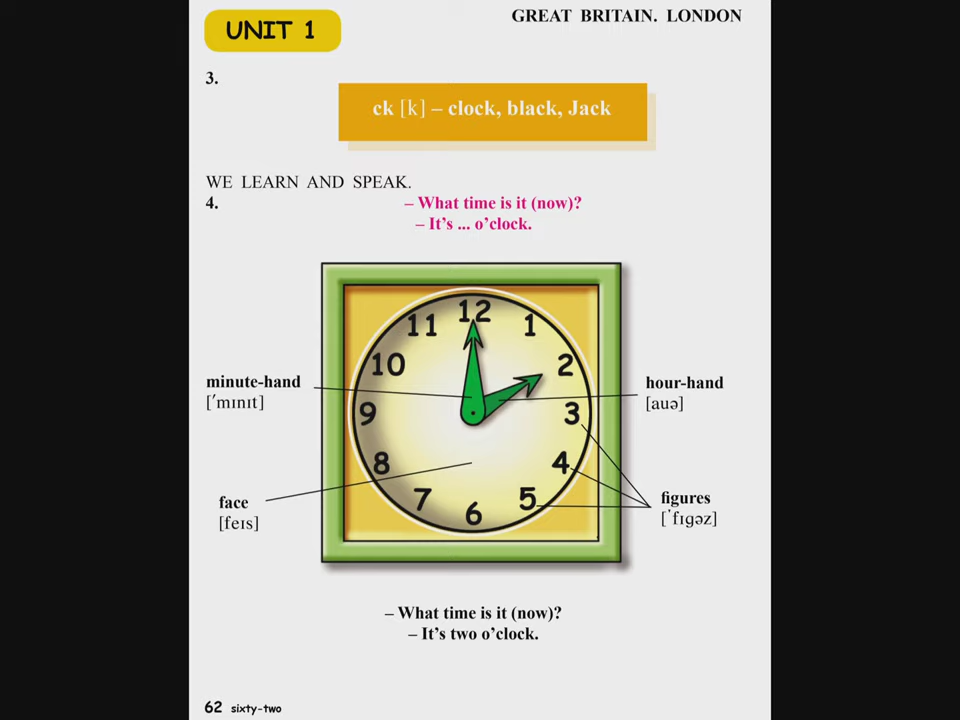 UNIT 1
GREAT BRITAIN. LONDON
3.
ck [k] – clock, black, Jack
WE LEARN AND SPEAK.
4.
– What time is it (now)?
– It's ... o'clock.
12
11
1
10
2
9
3
8
4
7
5
6
minute-hand
[ˈmɪnɪt]
hour-hand
[auə]
face
[feɪs]
figures
[ˈfɪgəz]
– What time is it (now)?
– It's two o'clock.
62 sixty-two